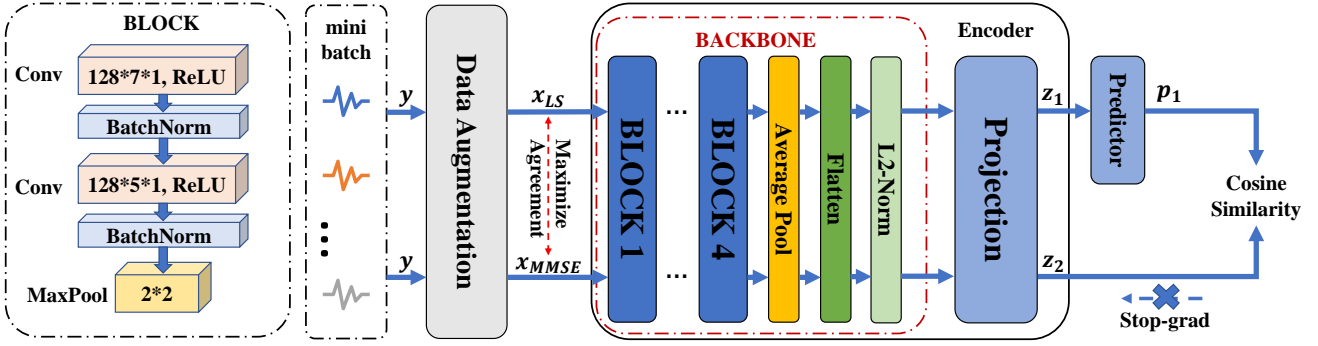 BLOCK
Conv
128*7*1, ReLU
BatchNorm
Conv
128*5*1, ReLU
BatchNorm
MaxPool
2*2
mini
batch
...
y
y
Data Augmentation
x_LS
Maximize
Agreement
x_MMSE
BACKBONE
Encoder
BLOCK 1
...
...
BLOCK 4
Average Pool
Flatten
L2-Norm
Projection
z_1
z_2
Predictor
p_1
Cosine
Similarity
Stop-grad